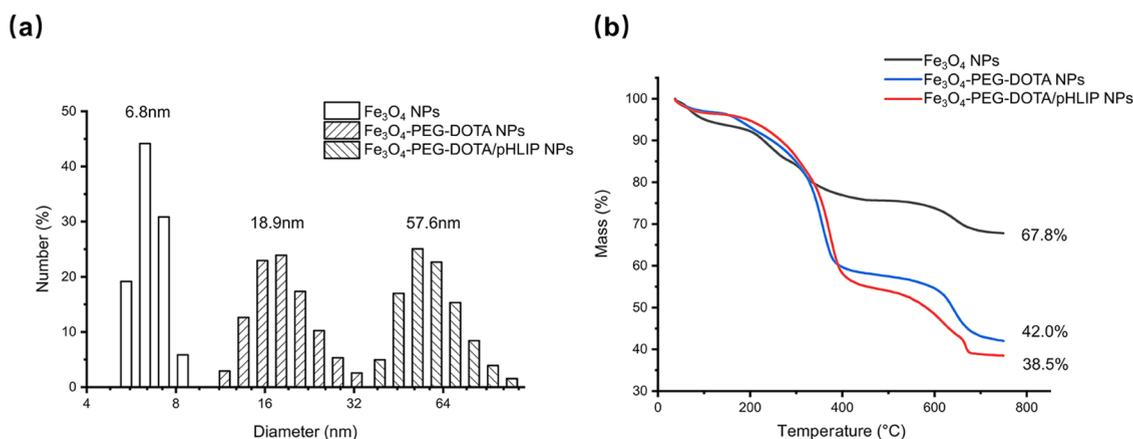 (a)
6.8nm
18.9nm
57.6nm
Fe₃O₄ NPs
Fe₃O₄-PEG-DOTA NPs
Fe₃O₄-PEG-DOTA/pHLIP NPs
Number (%)
50
40
30
20
10
0
4
8
16
32
64
Diameter (nm)
(b)
Fe₃O₄ NPs
Fe₃O₄-PEG-DOTA NPs
Fe₃O₄-PEG-DOTA/pHLIP NPs
Mass (%)
100
90
80
70
60
50
40
30
67.8%
42.0%
38.5%
0
200
400
600
800
Temperature (°C)